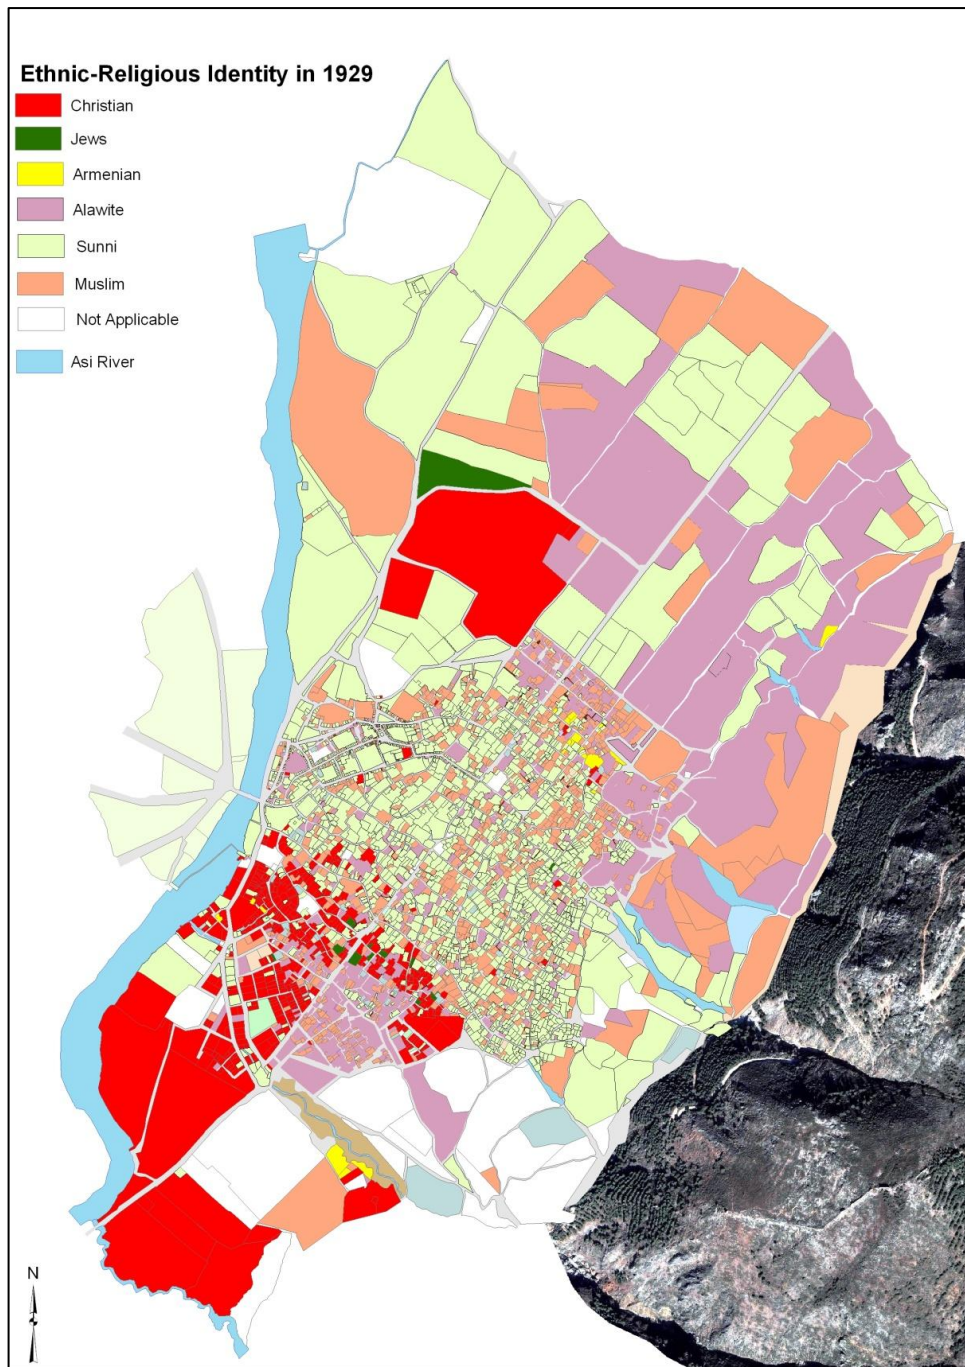 Ethnic-Religious Identity in 1929
Christian
Jews
Armenian
Alawite
Sunni
Muslim
Not Applicable
Asi River
N